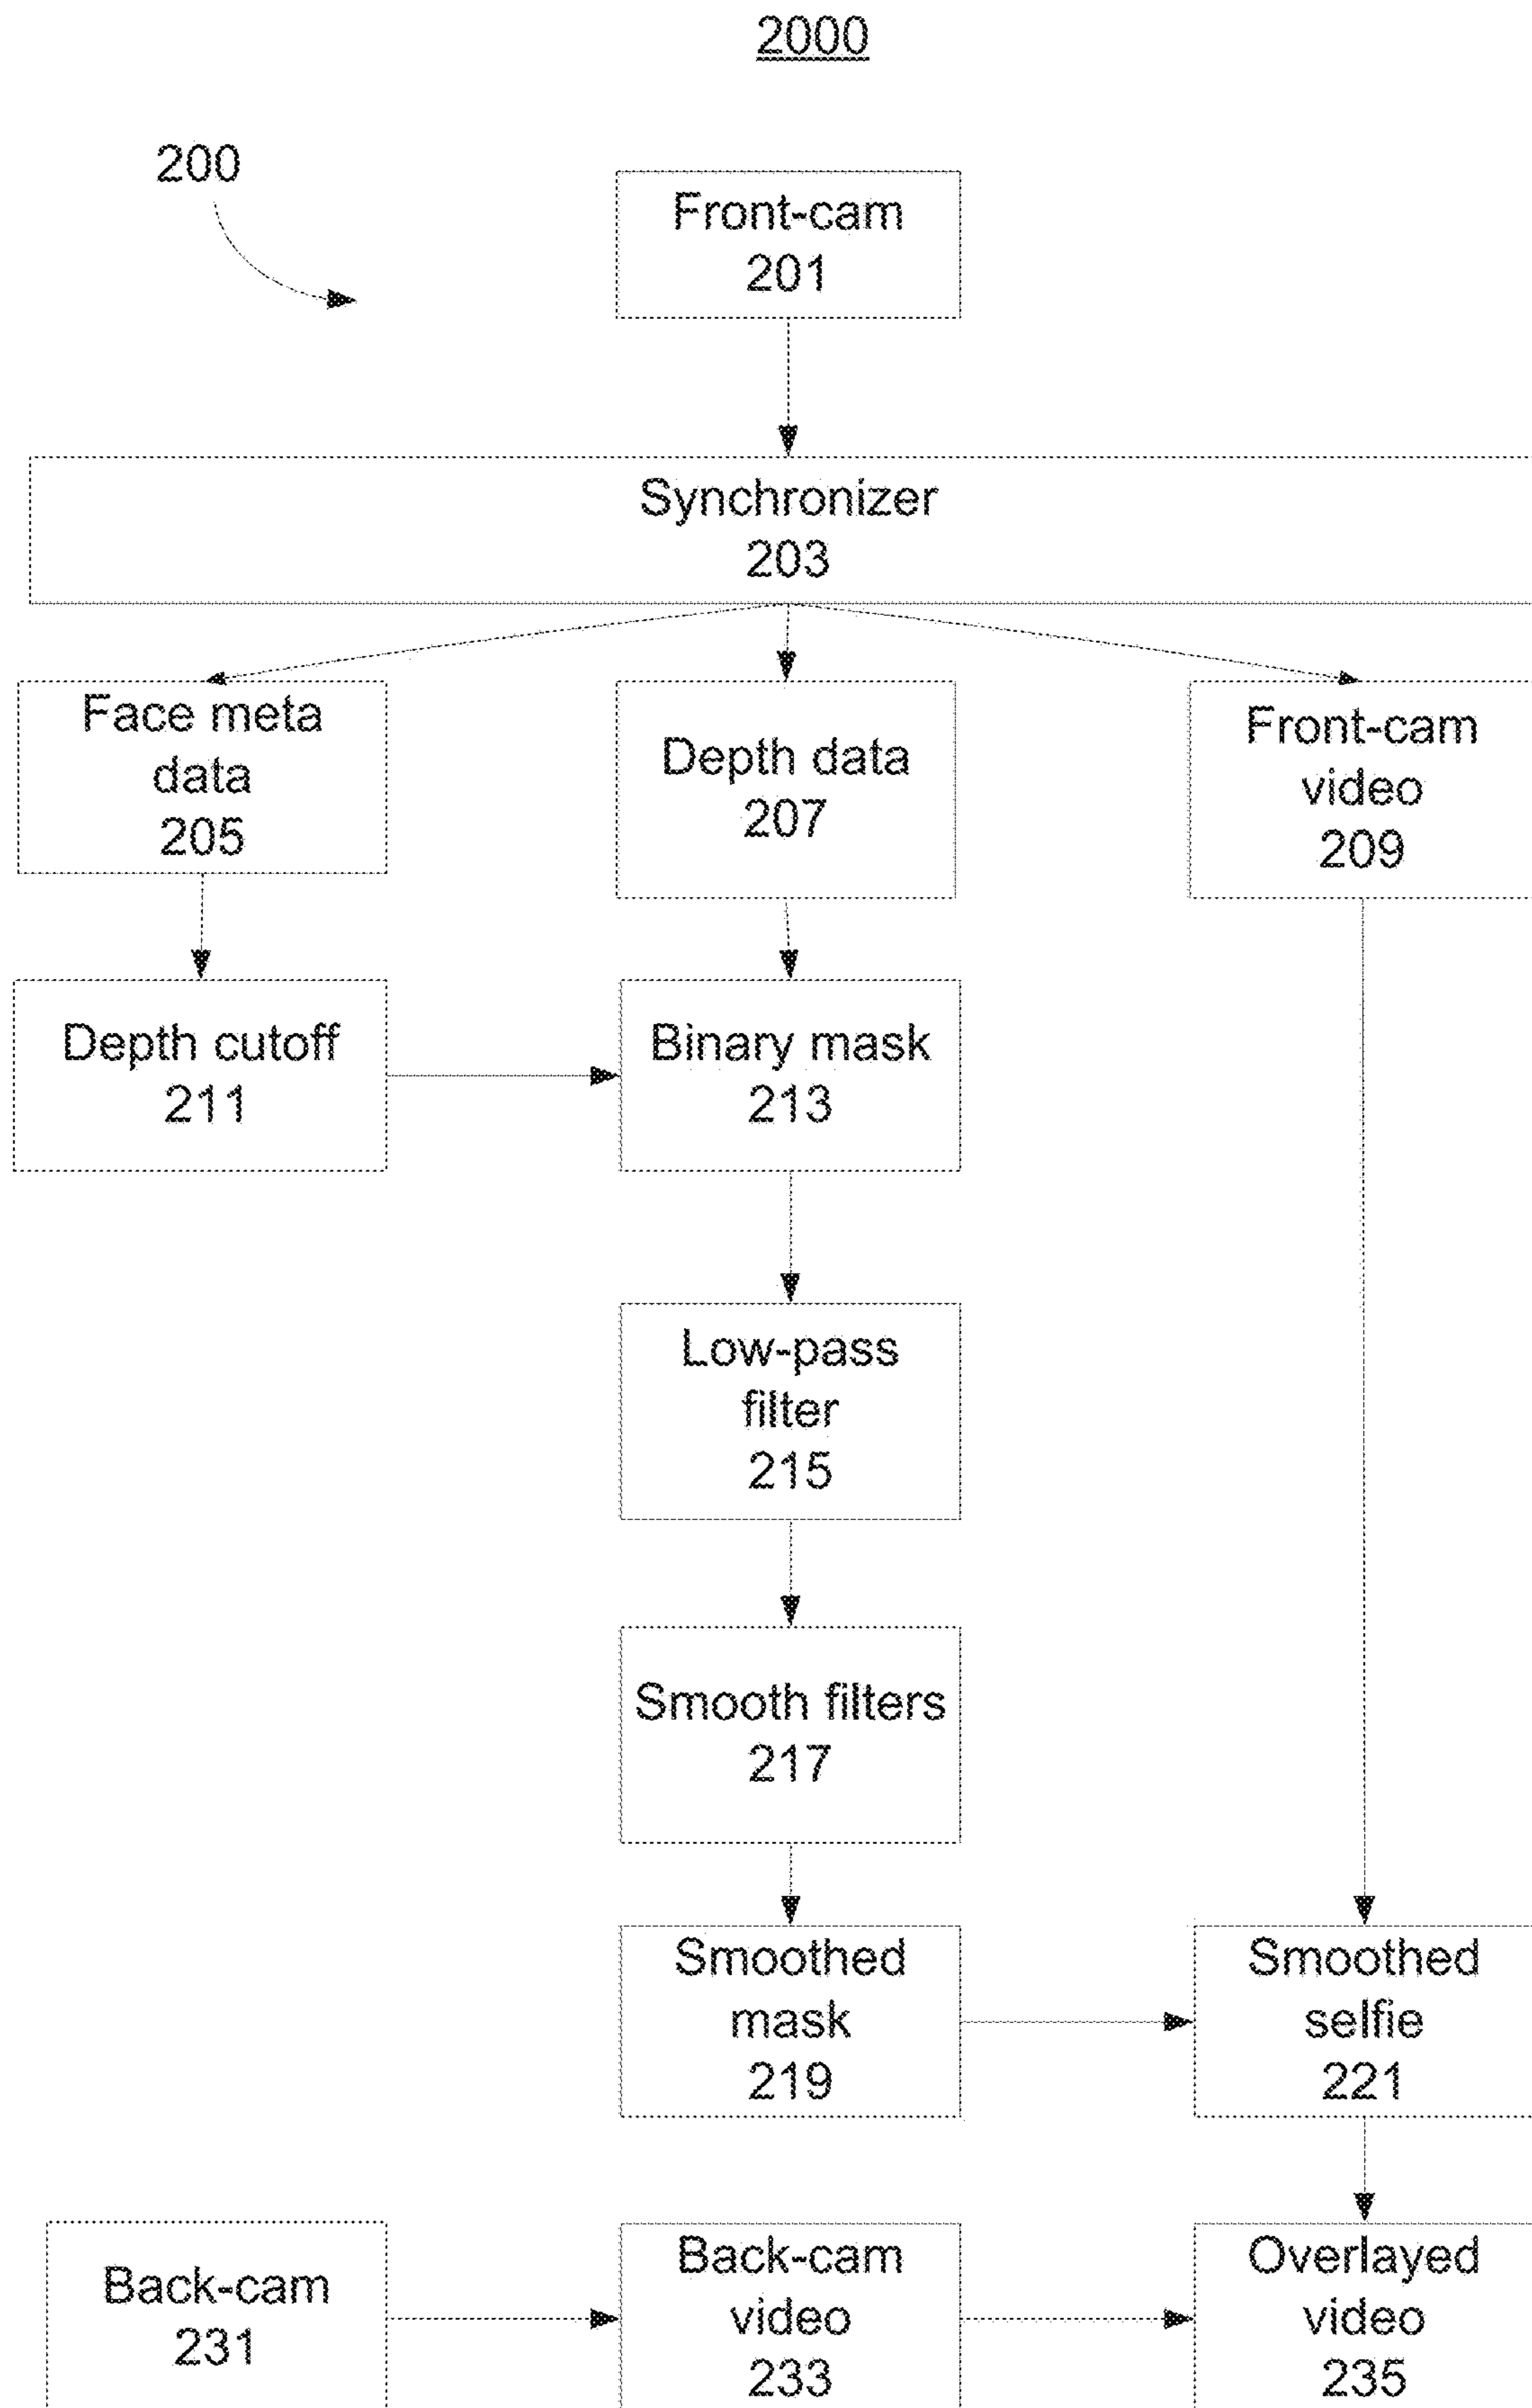 2000
200
Front-cam
201
Synchronizer
203
Face meta
data
205
Depth data
207
Front-cam
video
209
Depth cutoff
211
Binary mask
213
Low-pass
filter
215
Smooth filters
217
Smoothed
mask
219
Smoothed
selfie
221
Back-cam
231
Back-cam
video
233
Overlayed
video
235